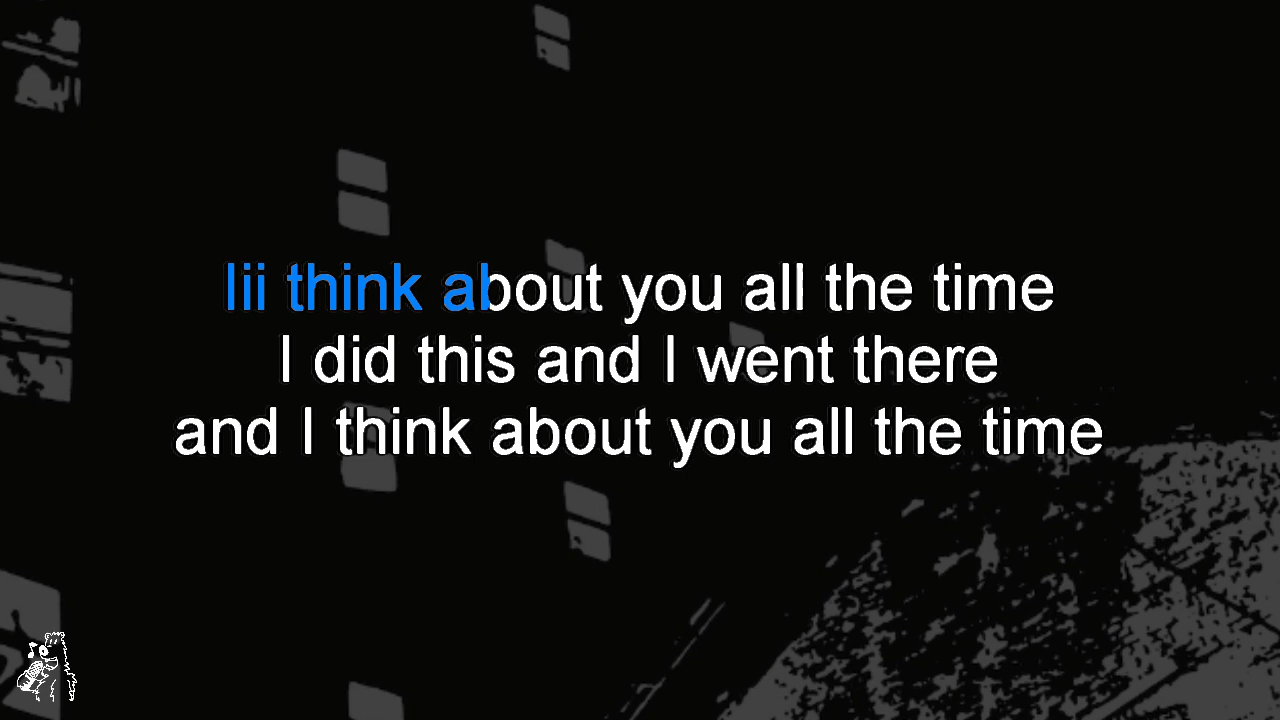 Iii think about you all the time
I did this and I went there
and I think about you all the time